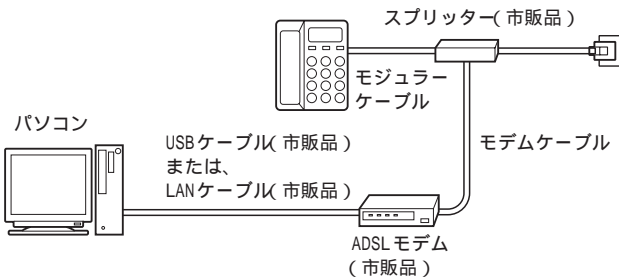 スプリッター(市販品)
モジュラー
ケーブル
パソコン
USBケーブル(市販品)
または、
LANケーブル(市販品)
モデムケーブル
ADSLモデム
(市販品)